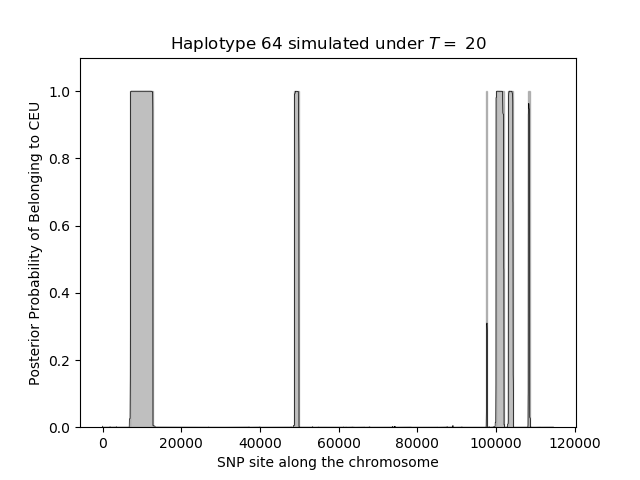 Haplotype 64 simulated under T = 20
Posterior Probability of Belonging to CEU
1.0
0.8
0.6
0.4
0.2
0.0
0 20000 40000 60000 80000 100000 120000
SNP site along the chromosome